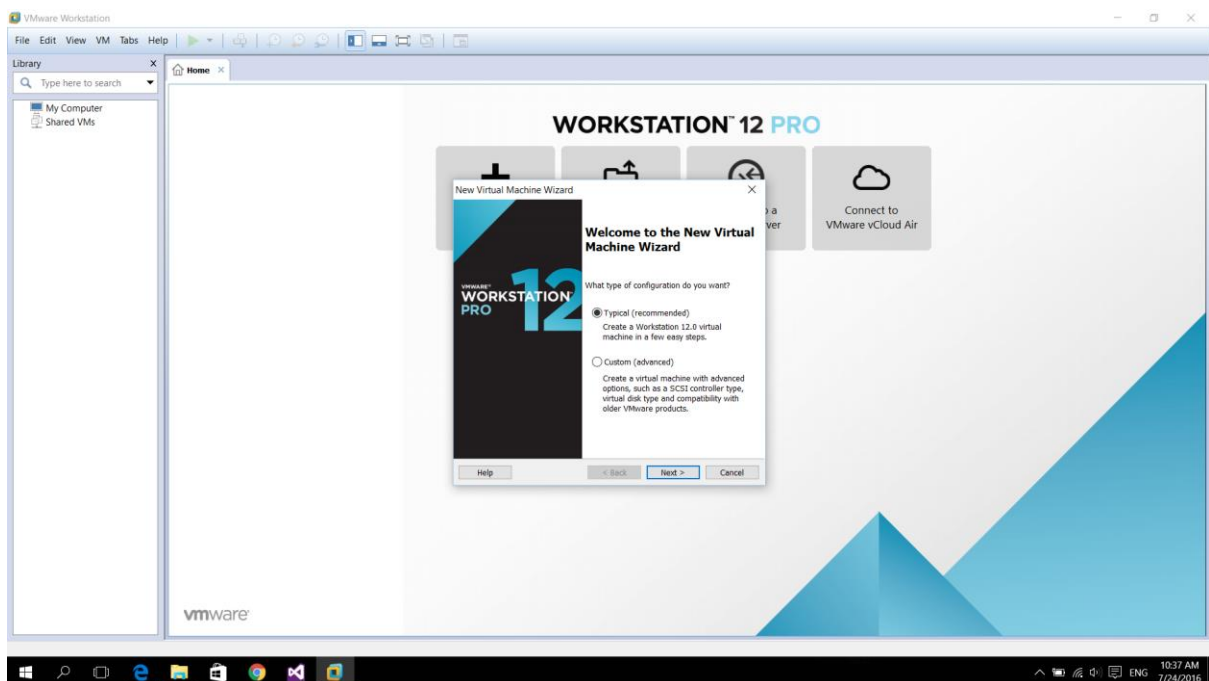 VMware Workstation
File Edit View VM Tabs Help
Library
Type here to search
My Computer
Shared VMs
Home
WORKSTATION™ 12 PRO
Connect to
VMware vCloud Air
New Virtual Machine Wizard
VMWARE®
WORKSTATION
PRO
12
Welcome to the New Virtual
Machine Wizard
What type of configuration do you want?
Typical (recommended)
Create a Workstation 12.0 virtual
machine in a few easy steps.
Custom (advanced)
Create a virtual machine with advanced
options, such as a SCSI controller type,
virtual disk type and compatibility with
older VMware products.
Help
< Back
Next >
Cancel
vmware
ENG
10:37 AM
7/24/2016